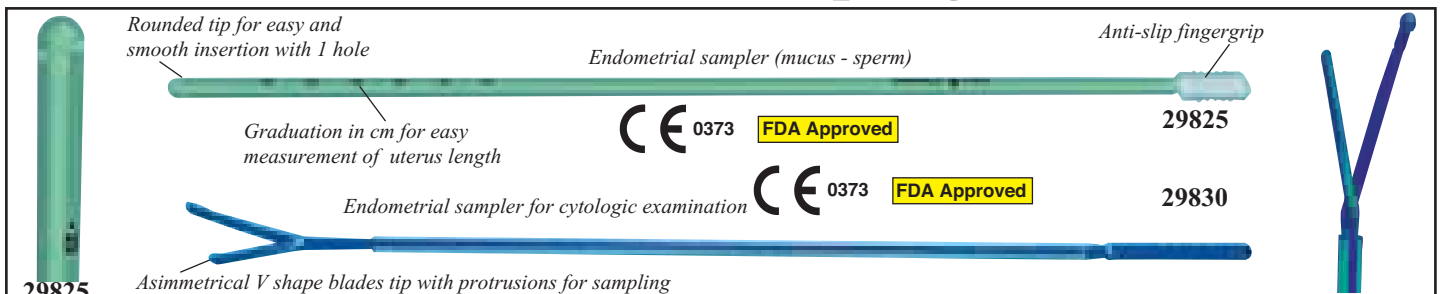 Rounded tip for easy and
smooth insertion with 1 hole
Endometrial sampler (mucus - sperm)
Anti-slip fingergrip
Graduation in cm for easy
measurement of uterus length
CE 0373 FDA Approved
29825
CE 0373 FDA Approved
29830
Endometrial sampler for cytologic examination
Asimmetrical V shape blades tip with protrusions for sampling
29825